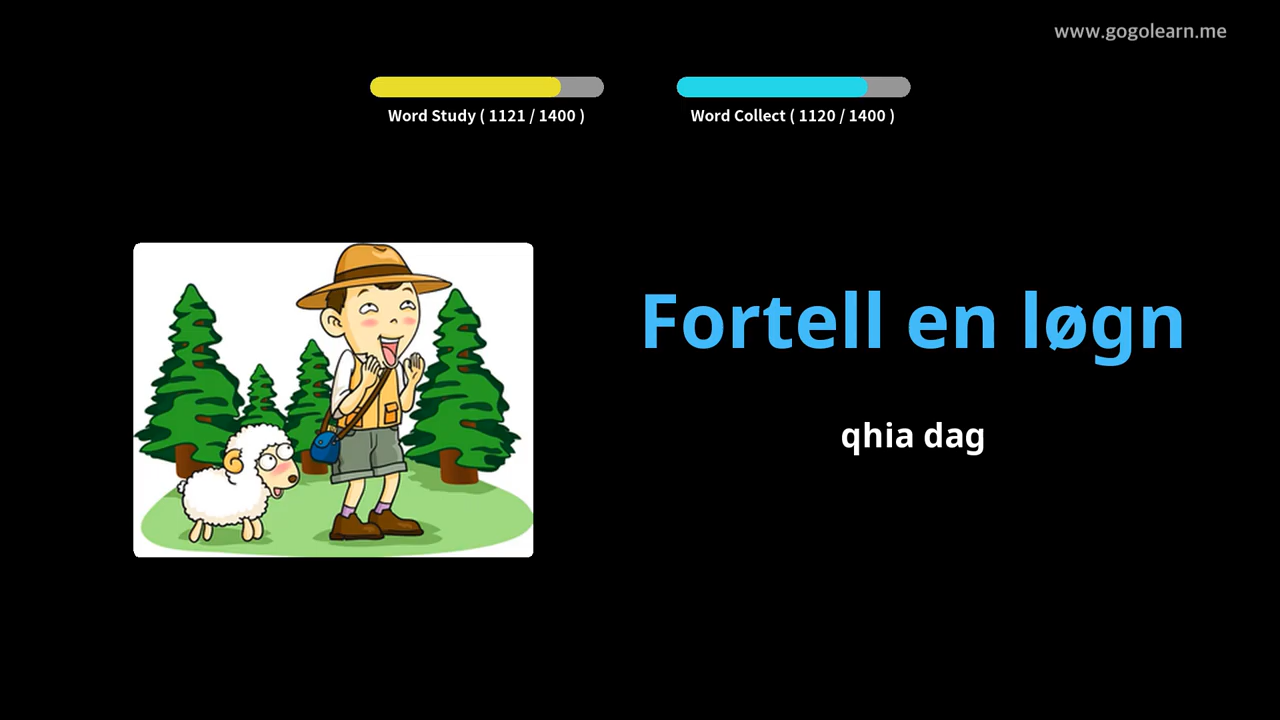 www.gogolearn.me
Word Study ( 1121 / 1400 )
Word Collect ( 1120 / 1400 )
Fortell en løgn
qhia dag